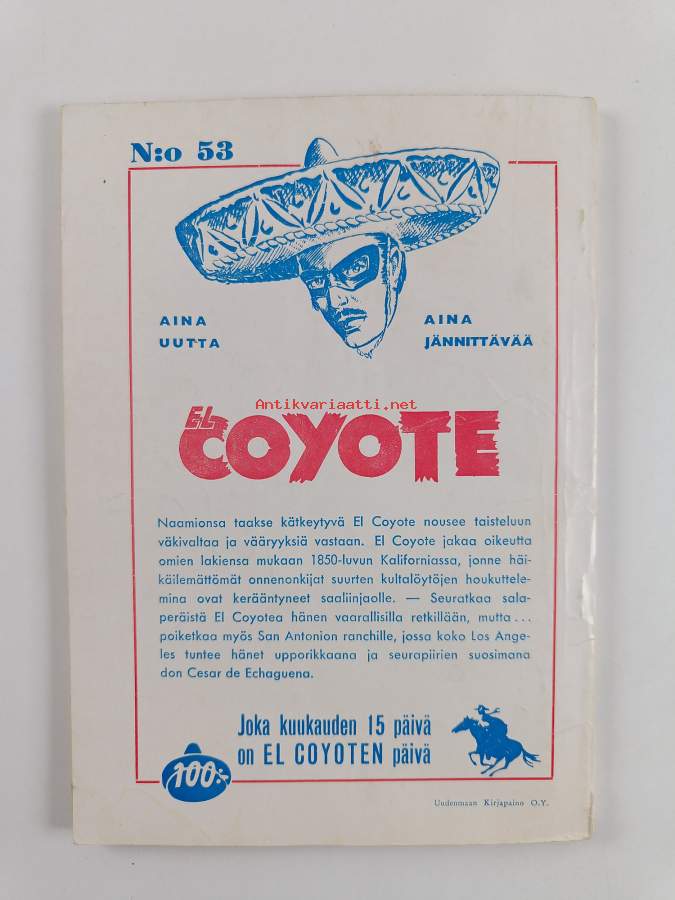 N:o 53
AINA
UUTTA
AINA
JÄNNITTÄVÄÄ
Antikvariaatti.net
EL
COYOTE
Naamionsa taakse kätkeytyvä El Coyote nousee taisteluun
väkivaltaa ja vääryyksiä vastaan. El Coyote jakaa oikeutta
omien lakiensa mukaan 1850-luvun Kaliforniassa, jonne häi-
käilemättömät onnenonkijat suurten kultalöytöjen houkuttele-
mina ovat kerääntyneet saaliinjaolle. — Seuratkaa sala-
peräistä El Coyotea hänen vaarallisilla retkillään, mutta...
poiketkaa myös San Antonion ranchille, jossa koko Los Ange-
les tuntee hänet upporikkaana ja seurapiirien suosimana
don Cesar de Echaguena.
Joka kuukauden 15 päivä
on EL COYOTEN päivä
100:-
Uudenmaan Kirjapaino O.Y.